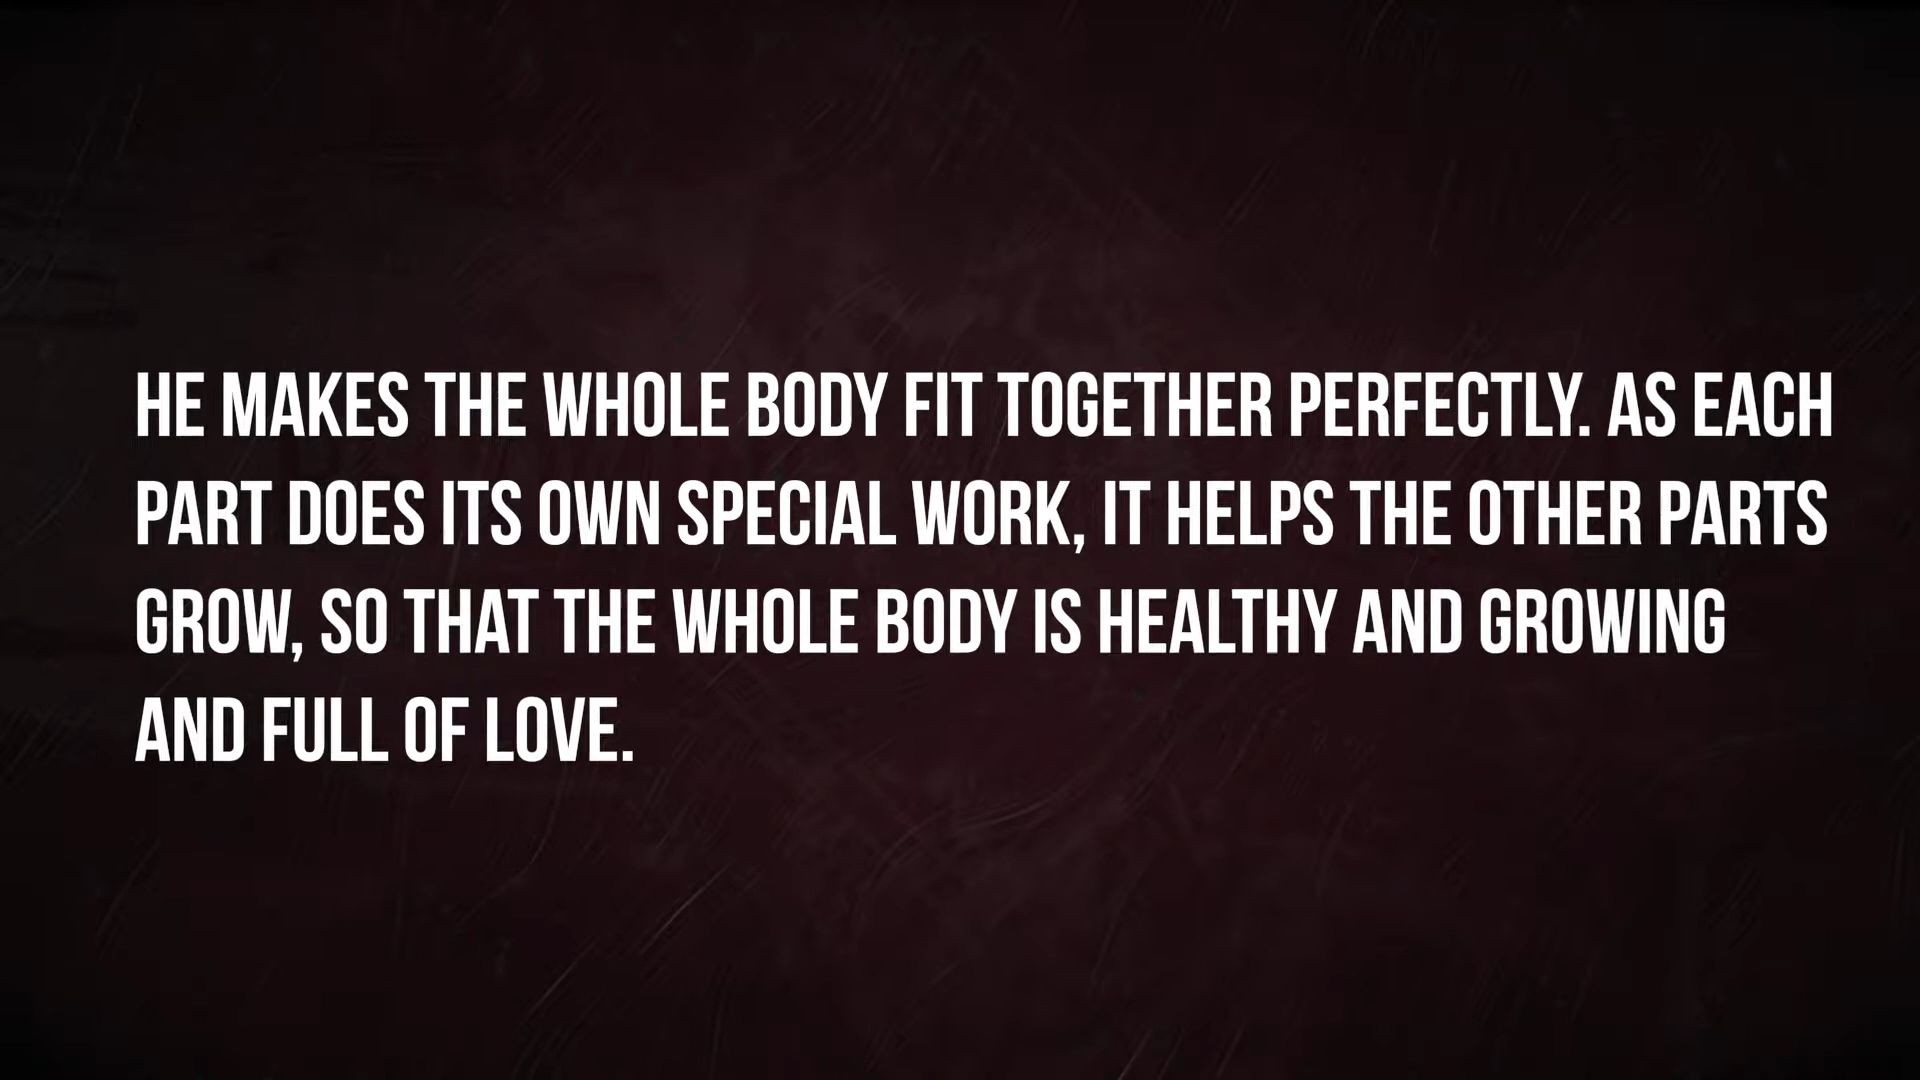 HE MAKES THE WHOLE BODY FIT TOGETHER PERFECTLY. AS EACH
PART DOES ITS OWN SPECIAL WORK, IT HELPS THE OTHER PARTS
GROW, SO THAT THE WHOLE BODY IS HEALTHY AND GROWING
AND FULL OF LOVE.